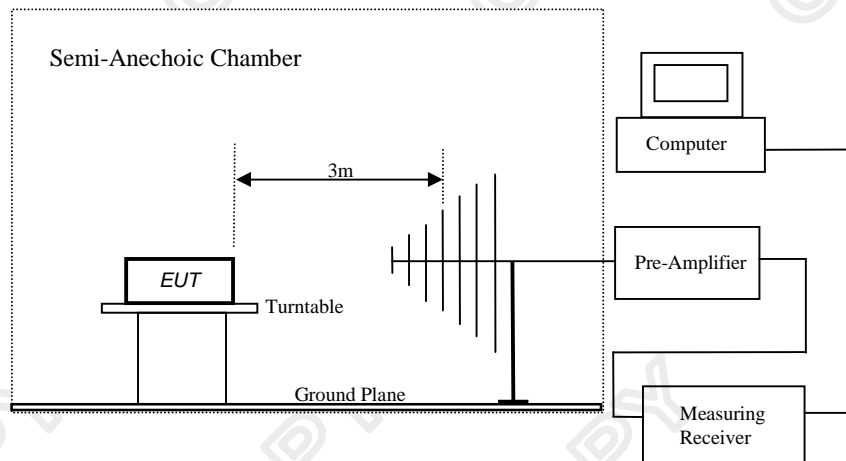 Semi-Anechoic Chamber
3m
Computer
EUT
Turntable
Pre-Amplifier
Ground Plane
Measuring
Receiver